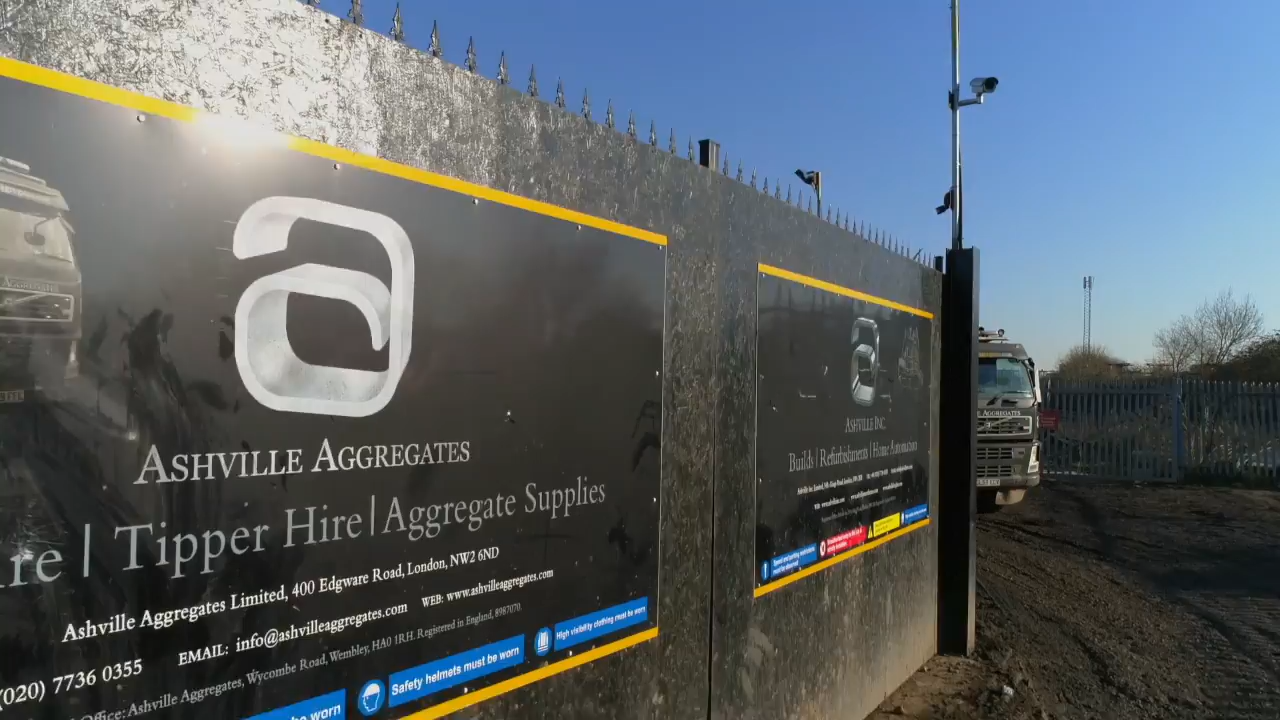 Ashville Aggregates
re | Tipper Hire | Aggregate Supplies
Ashville Aggregates Limited, 400 Edgware Road, London, NW2 6ND
EMAIL: info@ashvilleaggregates.com WEB: www.ashvilleaggregates.com
(020) 7736 0355
Office: Ashville Aggregates, Wycombe Road, Wembley, HA0 1RH. Registered in England, 8987070.
be worn
Safety helmets must be worn
High visibility clothing must be worn
Ashville Inc
Builds | Refurbishments | Home Automation
Aggregates